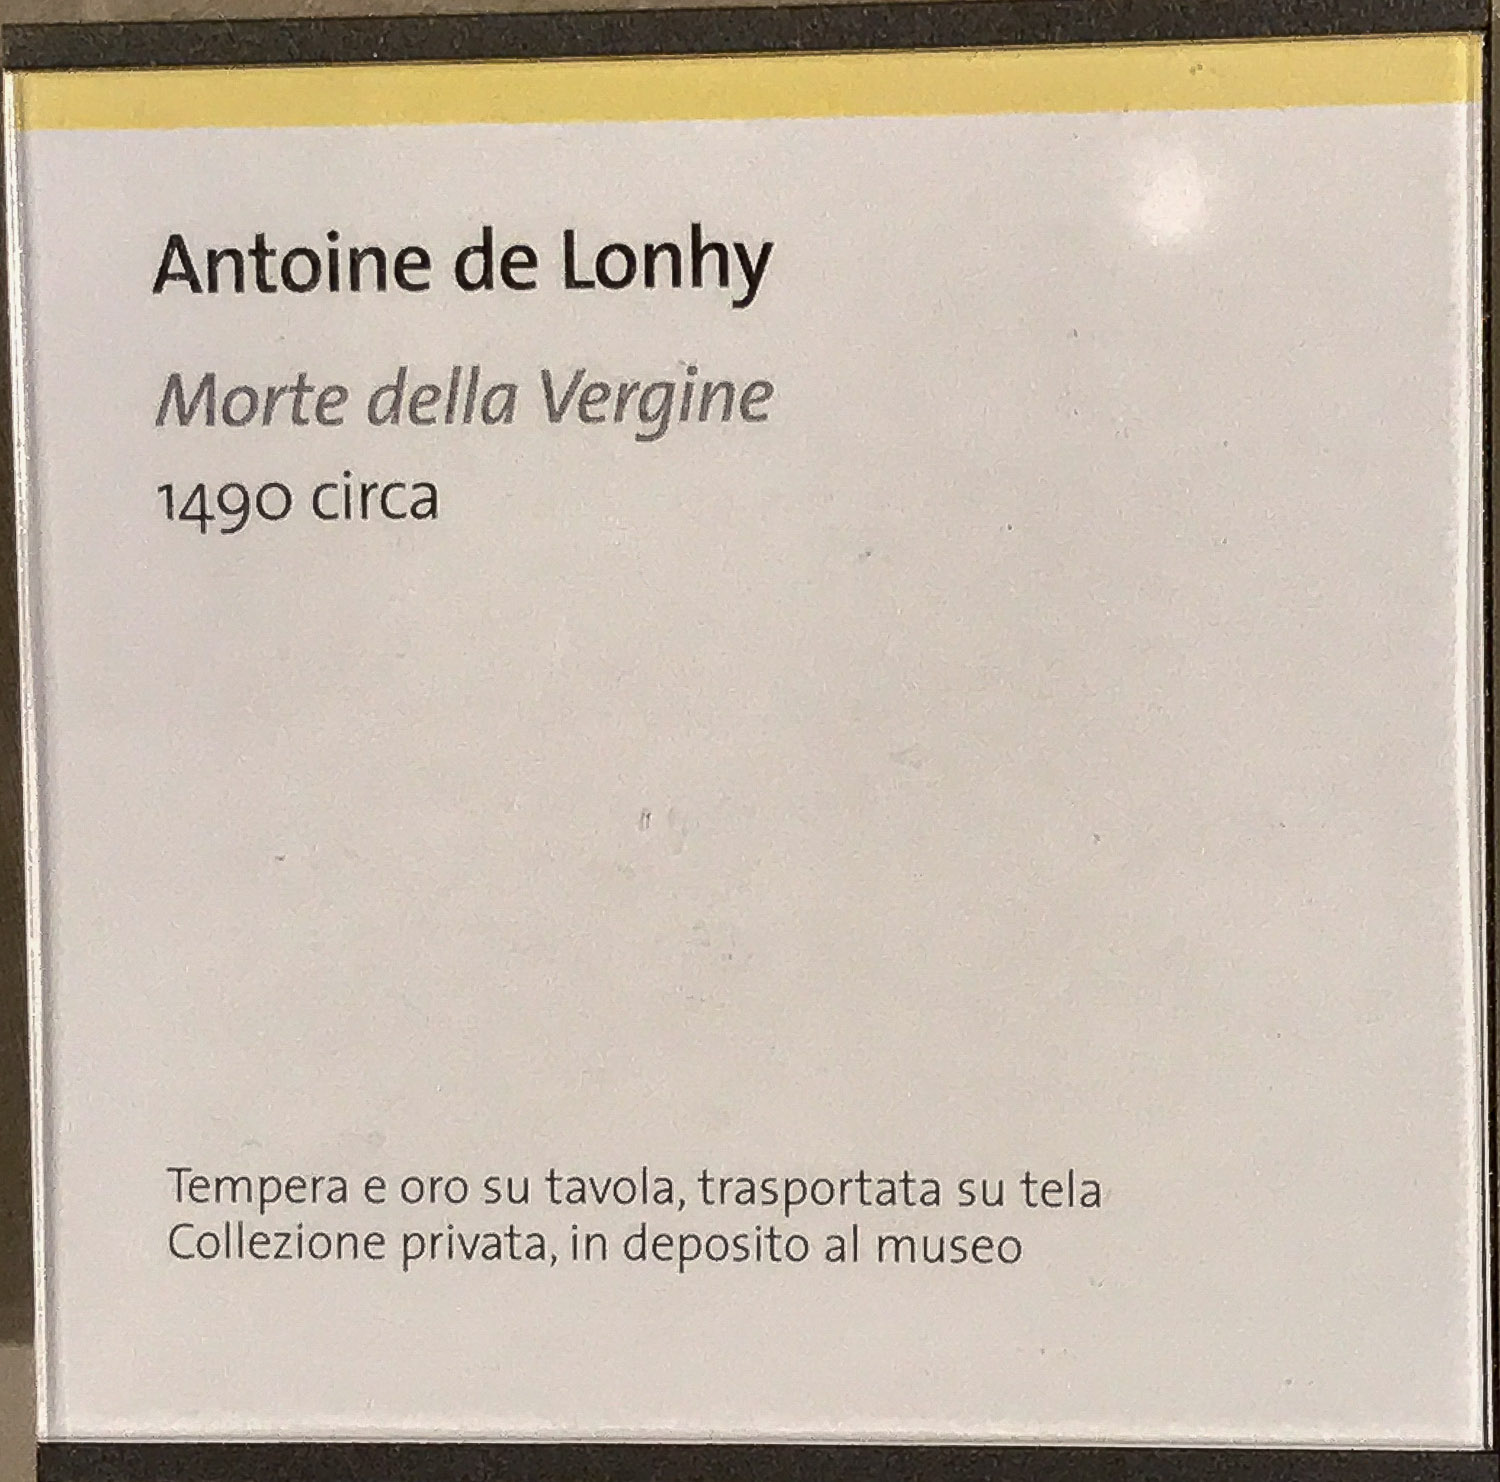 Antoine de Lonhy
Morte della Vergine
1490 circa
Tempera e oro su tavola, trasportata su tela
Collezione privata, in deposito al museo